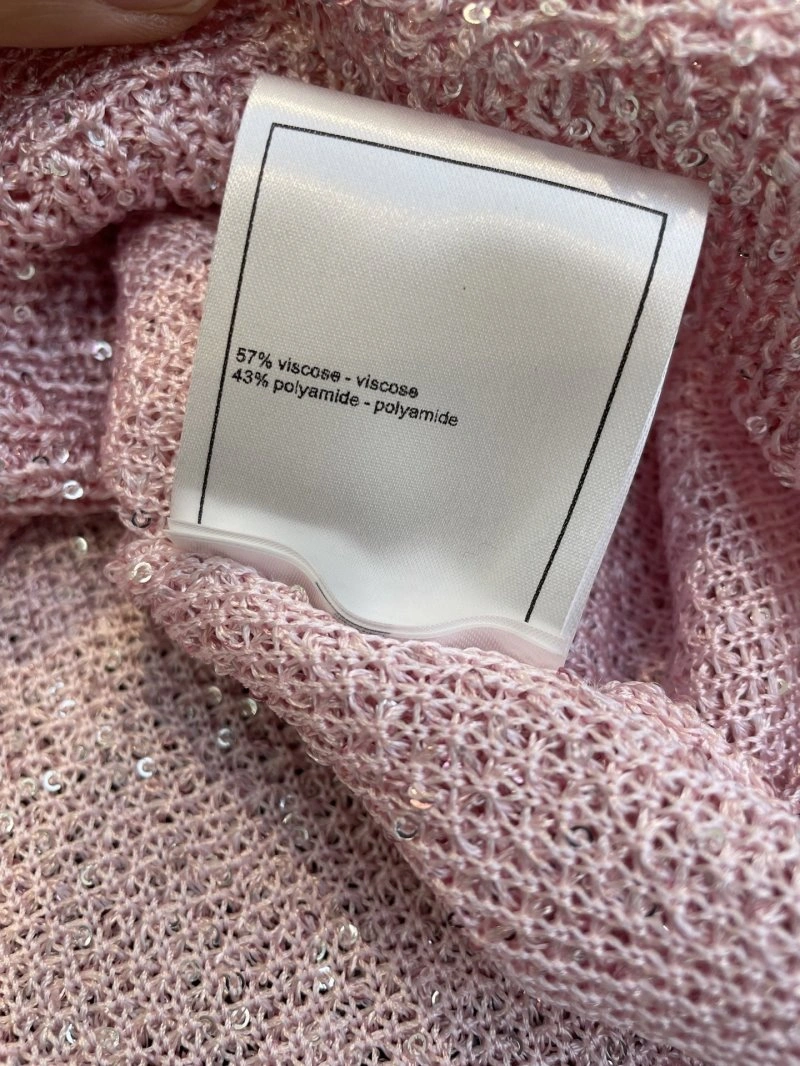 57% viscose - viscose
43% polyamide - polyamide